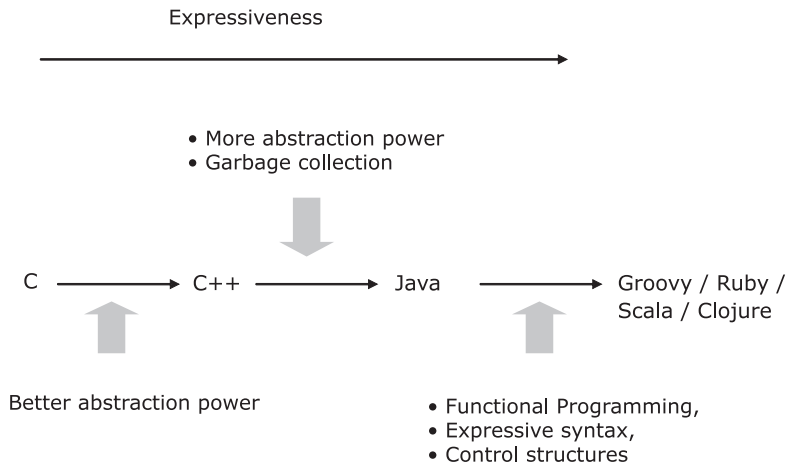 Expressiveness
• More abstraction power
• Garbage collection
C
C++
Java
Groovy / Ruby /
Scala / Clojure
Better abstraction power
• Functional Programming,
• Expressive syntax,
• Control structures